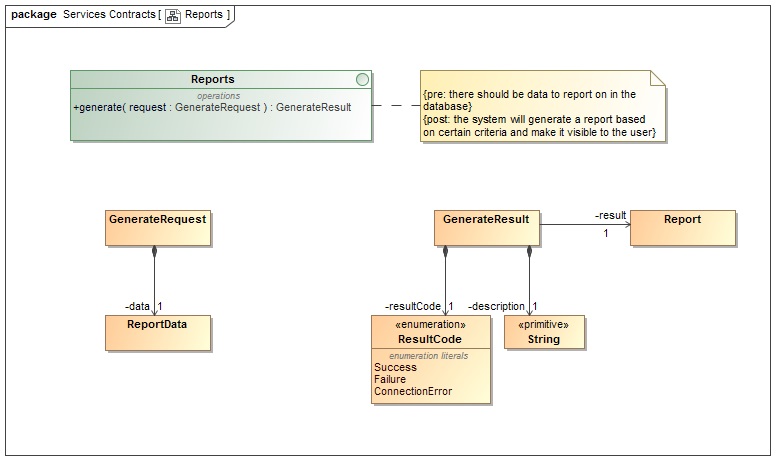 package Services Contracts [ Reports ]
Reports
operations
+generate( request : GenerateRequest ) : GenerateResult
{pre: there should be data to report on in the
database}
{post: the system will generate a report based
on certain criteria and make it visible to the user}
GenerateRequest
GenerateResult
-result
1
Report
-data 1
-resultCode 1
-description 1
ReportData
«enumeration»
ResultCode
enumeration literals
Success
Failure
ConnectionError
«primitive»
String